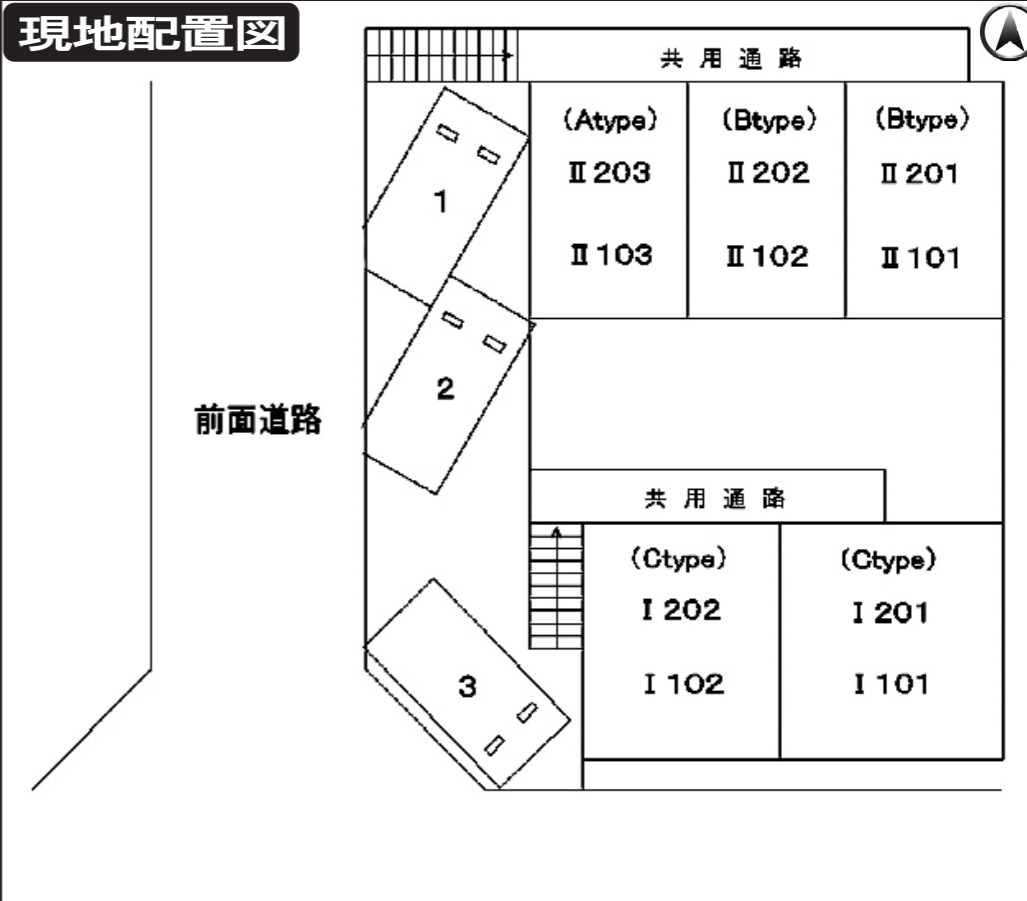 現地配置図
共用通路
(Atype) (Btype) (Btype)
Ⅱ203 Ⅱ202 Ⅱ201
Ⅱ103 Ⅱ102 Ⅱ101
1
2
前面道路
共用通路
(Ctype) (Ctype)
Ⅰ202 Ⅰ201
Ⅰ102 Ⅰ101
3